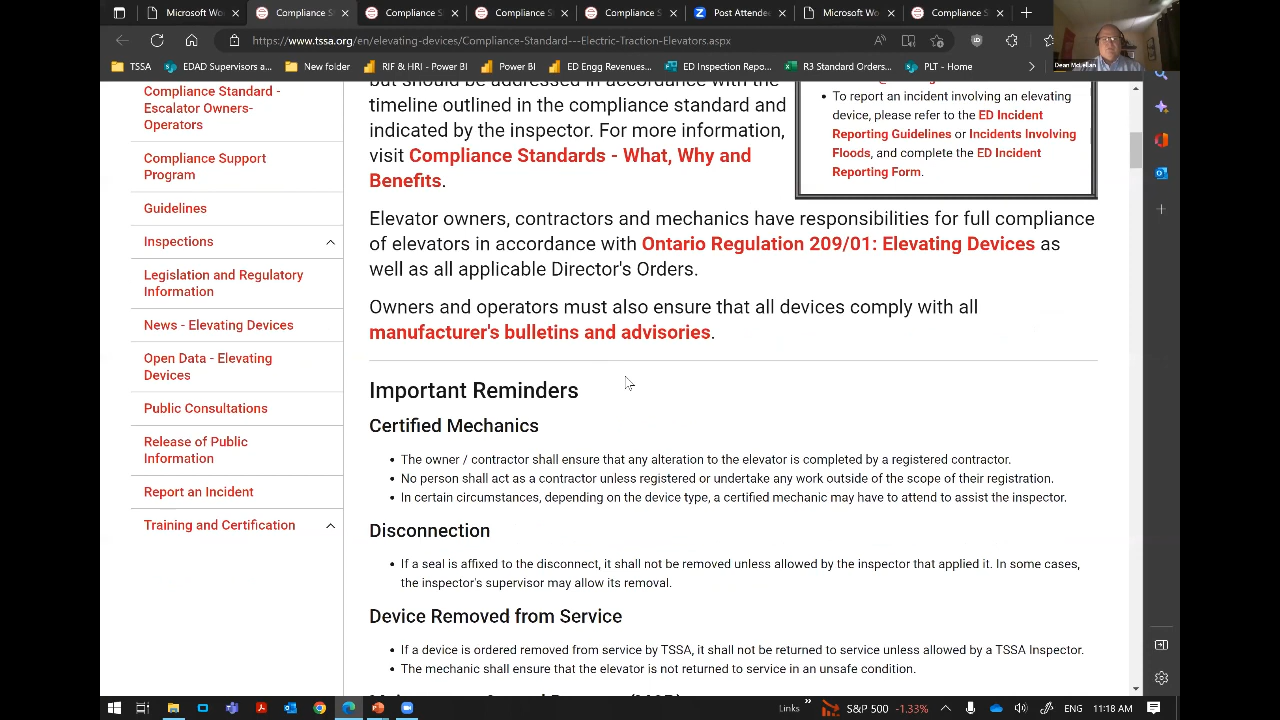 Microsoft Wo
Compliance S
Compliance S
Compliance S
Compliance S
Post Attende
Microsoft Wo
Compliance S
https://www.tssa.org/en/elevating-devices/Compliance-Standard---Electric-Traction-Elevators.aspx
Dean McLellan
TSSA
EDAD Supervisors a...
New folder
RIF & HRI - Power BI
Power BI
ED Engg Revenues...
ED Inspection Repo...
R3 Standard Orders...
PLT - Home
Compliance Standard -
Escalator Owners-
Operators
Compliance Support
Program
Guidelines
Inspections
Legislation and Regulatory
Information
News - Elevating Devices
Open Data - Elevating
Devices
Public Consultations
Release of Public
Information
Report an Incident
Training and Certification
but should be addressed in accordance with the
timeline outlined in the compliance standard and
indicated by the inspector. For more information,
visit Compliance Standards - What, Why and
Benefits.
• To report an incident involving an elevating
device, please refer to the ED Incident
Reporting Guidelines or Incidents Involving
Floods, and complete the ED Incident
Reporting Form.
Elevator owners, contractors and mechanics have responsibilities for full compliance
of elevators in accordance with Ontario Regulation 209/01: Elevating Devices as
well as all applicable Director's Orders.
Owners and operators must also ensure that all devices comply with all
manufacturer's bulletins and advisories.
Important Reminders
Certified Mechanics
• The owner / contractor shall ensure that any alteration to the elevator is completed by a registered contractor.
• No person shall act as a contractor unless registered or undertake any work outside of the scope of their registration.
• In certain circumstances, depending on the device type, a certified mechanic may have to attend to assist the inspector.
Disconnection
• If a seal is affixed to the disconnect, it shall not be removed unless allowed by the inspector that applied it. In some cases,
the inspector's supervisor may allow its removal.
Device Removed from Service
• If a device is ordered removed from service by TSSA, it shall not be returned to service unless allowed by a TSSA Inspector.
• The mechanic shall ensure that the elevator is not returned to service in an unsafe condition.
Links
S&P 500 -1.33%
11:18 AM